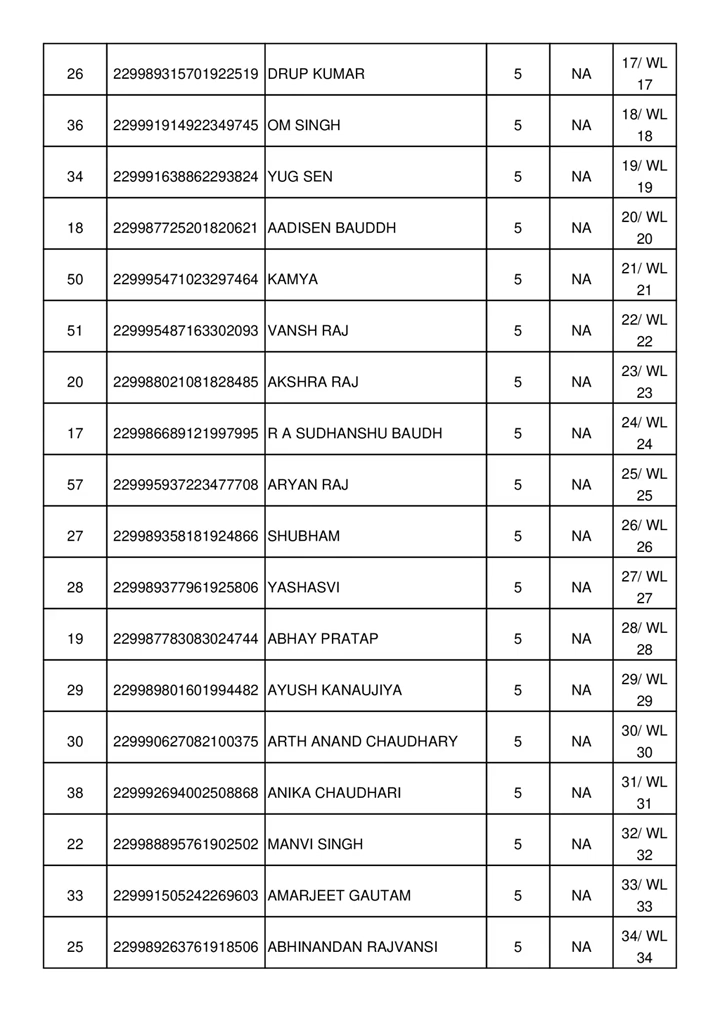 26 229989315701922519 DRUP KUMAR 5 NA 17/ WL 17
36 229991914922349745 OM SINGH 5 NA 18/ WL 18
34 229991638862293824 YUG SEN 5 NA 19/ WL 19
18 229987725201820621 AADISEN BAUDDH 5 NA 20/ WL 20
50 229995471023297464 KAMYA 5 NA 21/ WL 21
51 229995487163302093 VANSH RAJ 5 NA 22/ WL 22
20 229988021081828485 AKSHRA RAJ 5 NA 23/ WL 23
17 229986689121997995 R A SUDHANSHU BAUDH 5 NA 24/ WL 24
57 229995937223477708 ARYAN RAJ 5 NA 25/ WL 25
27 229989358181924866 SHUBHAM 5 NA 26/ WL 26
28 229989377961925806 YASHASVI 5 NA 27/ WL 27
19 229987783083024744 ABHAY PRATAP 5 NA 28/ WL 28
29 229989801601994482 AYUSH KANAUJIYA 5 NA 29/ WL 29
30 229990627082100375 ARTH ANAND CHAUDHARY 5 NA 30/ WL 30
38 229992694002508868 ANIKA CHAUDHARI 5 NA 31/ WL 31
22 229988895761902502 MANVI SINGH 5 NA 32/ WL 32
33 229991505242269603 AMARJEET GAUTAM 5 NA 33/ WL 33
25 229989263761918506 ABHINANDAN RAJVANSI 5 NA 34/ WL 34